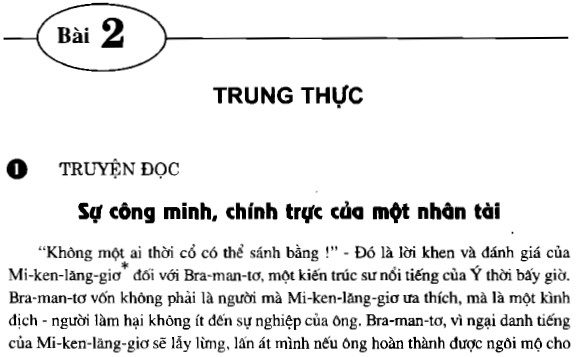 Bài 2
TRUNG THỰC
I TRUYỆN ĐỌC
Sự công minh, chính trực của một nhân tài
"Không một ai thời cổ có thể sánh bằng !" - Đó là lời khen và đánh giá của
Mi-ken-lăng-giơ* đối với Bra-man-tơ, một kiến trúc sư nổi tiếng của Ý thời bấy giờ.
Bra-man-tơ vốn không phải là người mà Mi-ken-lăng-giơ ưa thích, mà là một kình
địch - người làm hại không ít đến sự nghiệp của ông. Bra-man-tơ, vì ngại danh tiếng
của Mi-ken-lăng-giơ sẽ lẫy lừng, lấn át mình nếu ông hoàn thành được ngôi mộ cho